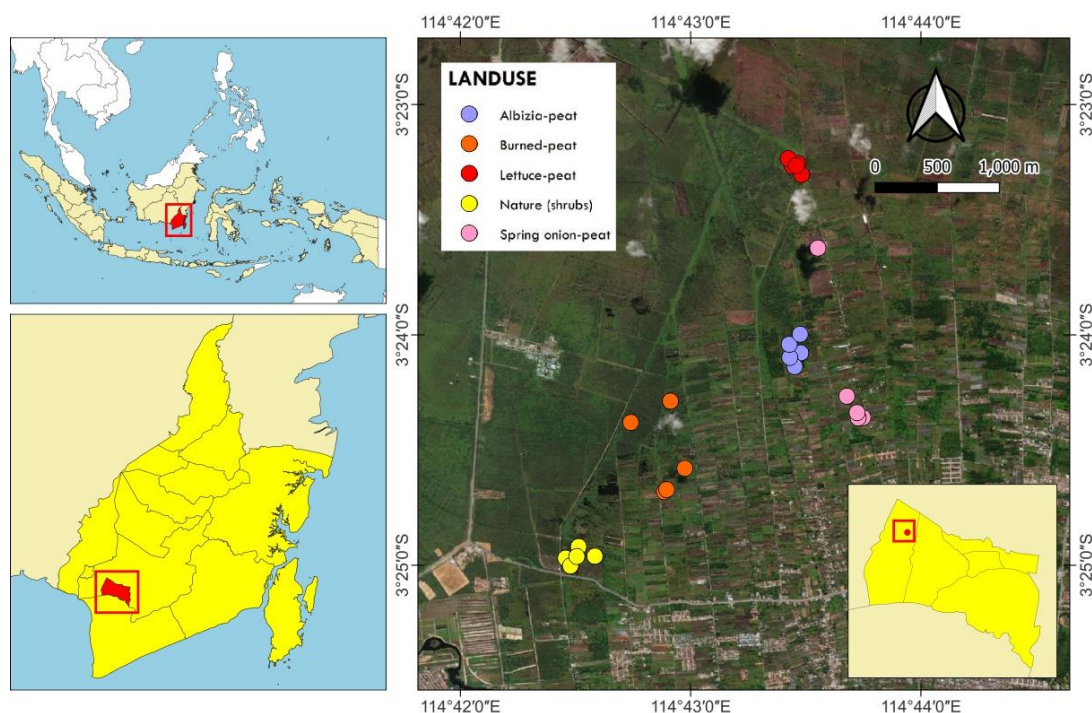 114°42'0"E 114°43'0"E 114°44'0"E
LANDUSE
Albizia-peat
Burned-peat
Lettuce-peat
Nature (shrubs)
Spring onion-peat
0 500 1,000 m
3°23'0"S
3°24'0"S
3°25'0"S
3°23'0"S
3°24'0"S
3°25'0"S
114°42'0"E 114°43'0"E 114°44'0"E